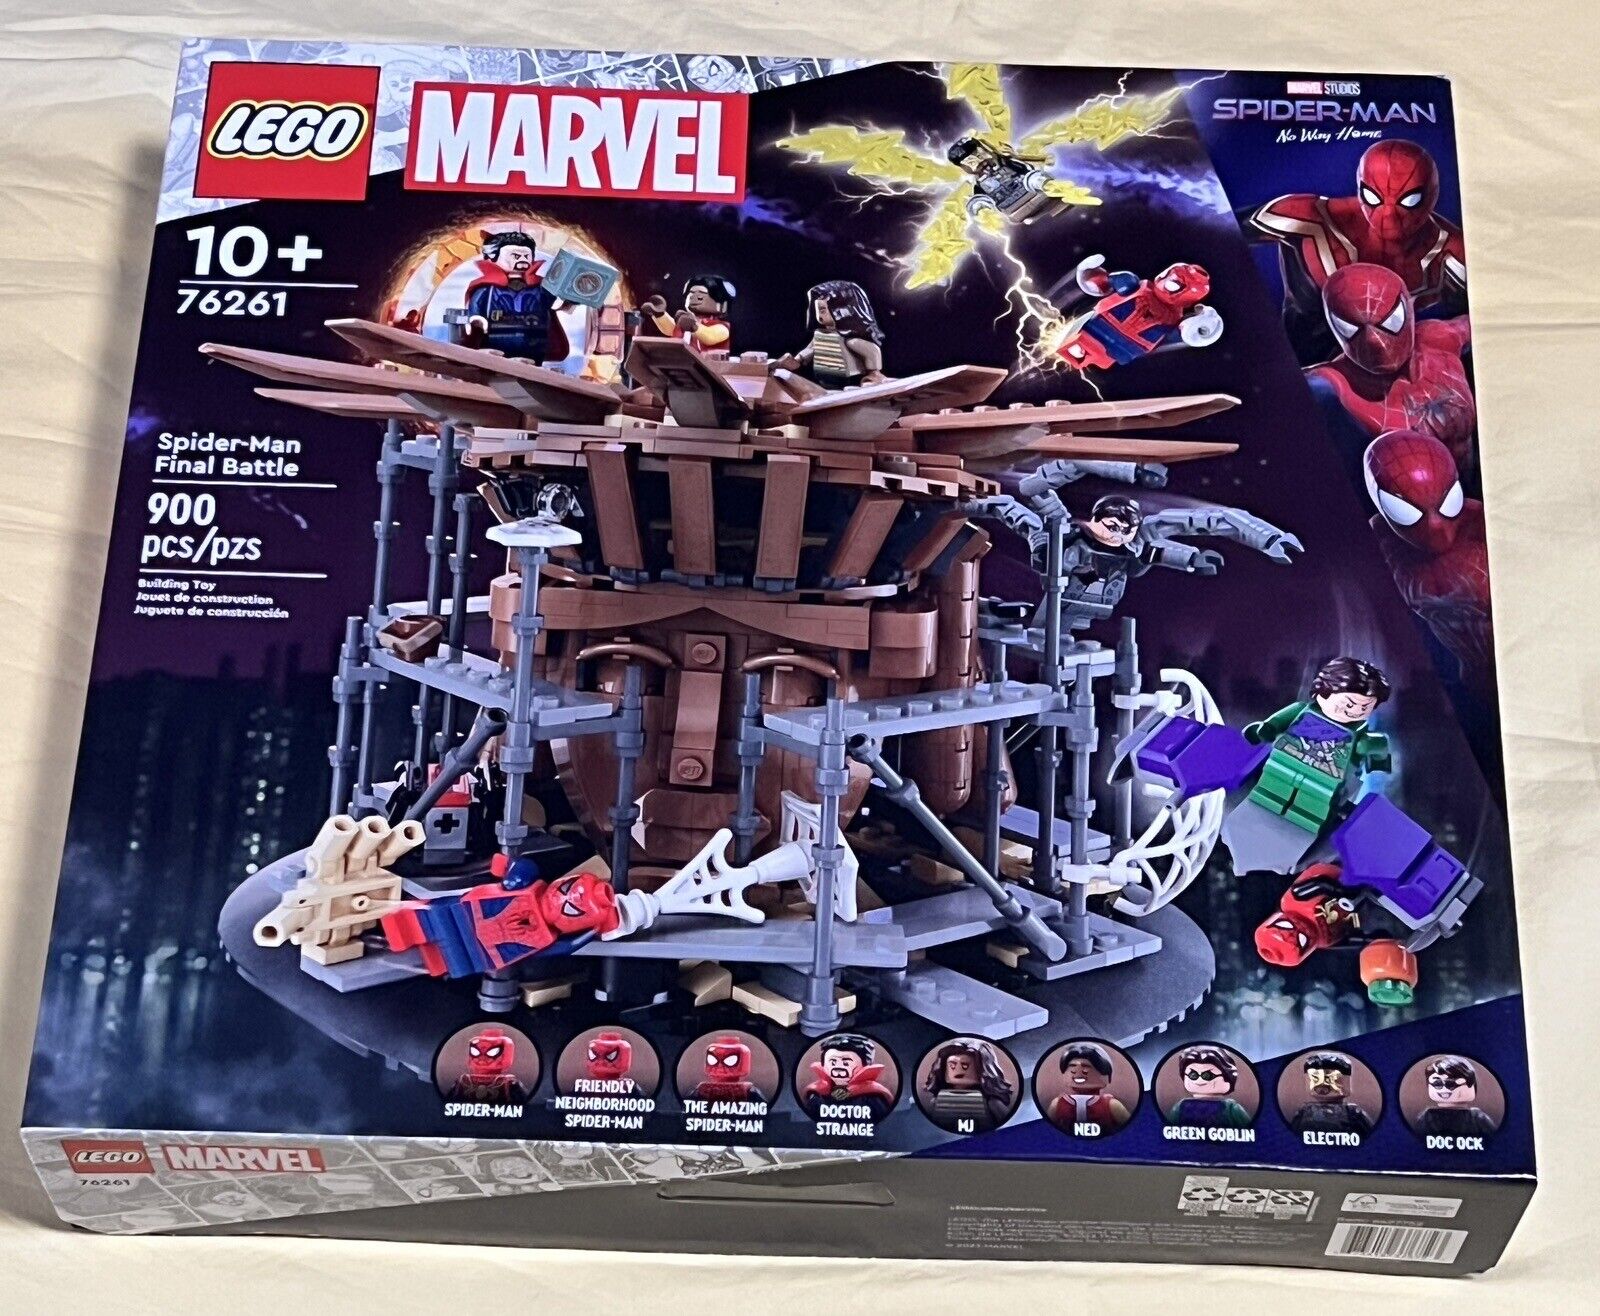 LEGO
MARVEL
MARVEL STUDIOS
SPIDER-MAN
No Way Home
10+
76261
Spider-Man
Final Battle
900
pcs/pzs
Building Toy
Jouet de construction
Juguete de construcción
SPIDER-MAN
FRIENDLY
NEIGHBORHOOD
SPIDER-MAN
THE AMAZING
SPIDER-MAN
DOCTOR
STRANGE
MJ
NED
GREEN GOBLIN
ELECTRO
DOC OCK
LEGO MARVEL
76261
© 2023 MARVEL